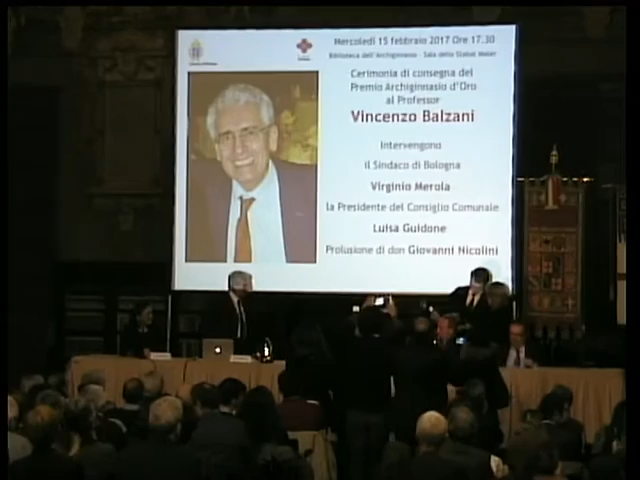 Mercoledì 15 febbraio 2017 Ore 17.30
Biblioteca dell'Archiginnasio - Sala dello Stabat Mater
Cerimonia di consegna del
Premio Archiginnasio d'Oro
al Professor
Vincenzo Balzani
Intervengono
Il Sindaco di Bologna
Virginio Merola
la Presidente del Consiglio Comunale
Luisa Guidone
Prolusione di don Giovanni Nicolini